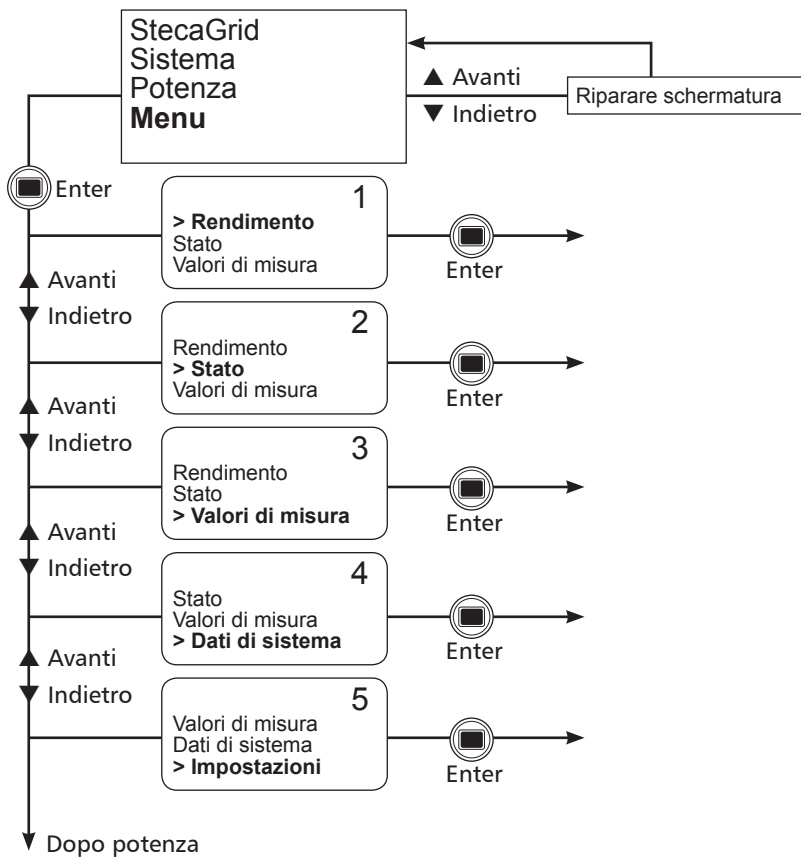 StecaGrid
Sistema
Potenza
Menu
▲ Avanti
▼ Indietro
Riparare schermatura
Enter
1
> Rendimento
Stato
Valori di misura
Enter
▲ Avanti
▼ Indietro
2
Rendimento
> Stato
Valori di misura
Enter
▲ Avanti
▼ Indietro
3
Rendimento
Stato
> Valori di misura
Enter
▲ Avanti
▼ Indietro
4
Stato
Valori di misura
> Dati di sistema
Enter
▲ Avanti
▼ Indietro
5
Valori di misura
Dati di sistema
> Impostazioni
Enter
Dopo potenza